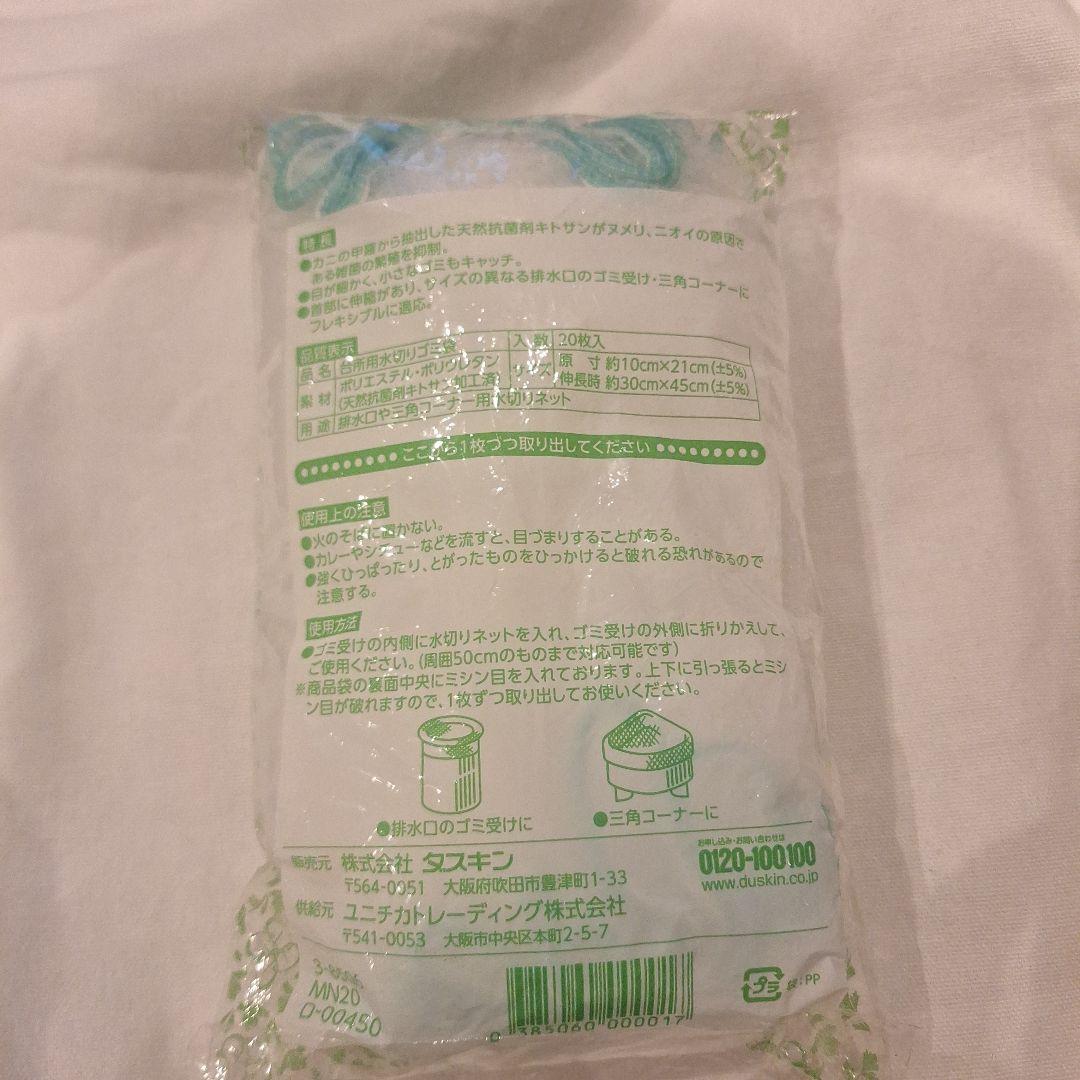 特長
●カニの甲羅から抽出した天然抗菌剤キトサンがヌメリ、ニオイの原因で
ある雑菌の繁殖を抑制。
●目が細かく、小さなゴミもキャッチ。
●首部に伸縮があり、サイズの異なる排水口のゴミ受け・三角コーナーに
フレキシブルに適応。
品質表示
品 名 台所用水切りゴミ袋 入 数 20枚入
素 材 ポリエステル・ポリウレタン サイズ 原 寸 約10cm×21cm(±5%)
(天然抗菌剤キトサン加工済) 伸長時 約30cm×45cm(±5%)
用 途 排水口や三角コーナー用水切りネット
ここから1枚づつ取り出してください
使用上の注意
●火のそばに置かない。
●カレーやシチューなどを流すと、目づまりすることがある。
●強くひっぱったり、とがったものをひっかけると破れる恐れがあるので
注意する。
使用方法
●ゴミ受けの内側に水切りネットを入れ、ゴミ受けの外側に折りかえして、
ご使用ください。(周囲50cmのものまで対応可能です)
※商品袋の裏面中央にミシン目を入れております。上下に引っ張るとミシ
ン目が破れますので、1枚ずつ取り出してお使いください。
●排水口のゴミ受けに
●三角コーナーに
販売元 株式会社 ダスキン
〒564-0051 大阪府吹田市豊津町1-33
お申し込み・お問い合わせは
0120-100100
www.duskin.co.jp
供給元 ユニチカトレーディング株式会社
〒541-0053 大阪市中央区本町2-5-7
MN20
D-00450
0 385060 000017
プラ 袋:PP